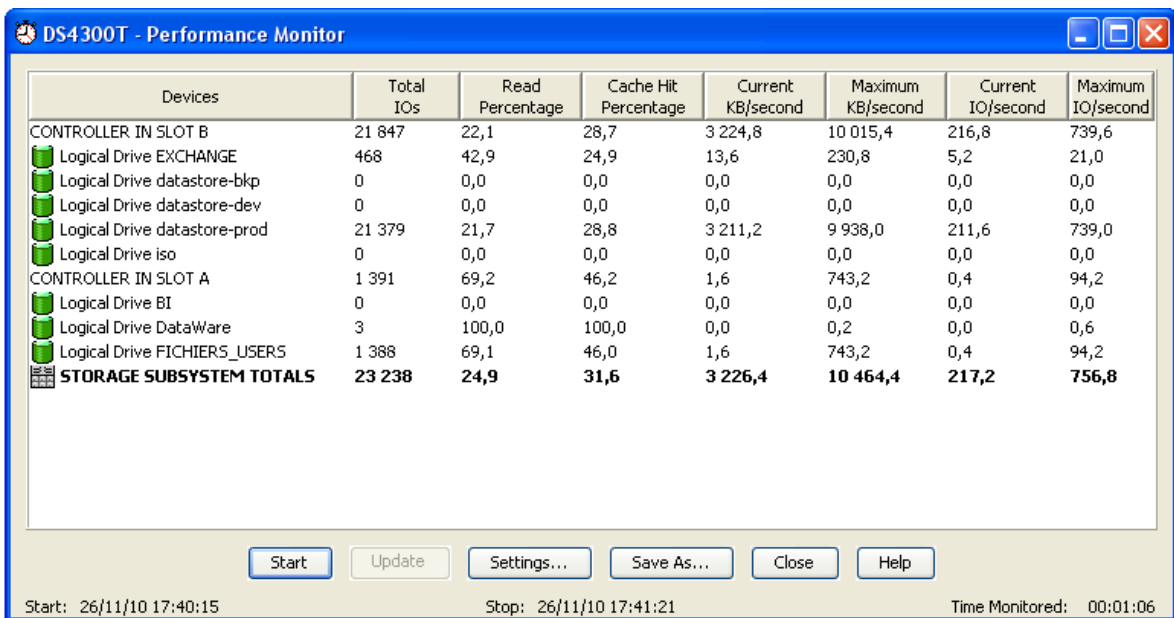 DS4300T - Performance Monitor
Devices Total IOs Read Percentage Cache Hit Percentage Current KB/second Maximum KB/second Current IO/second Maximum IO/second
CONTROLLER IN SLOT B 21 847 22,1 28,7 3 224,8 10 015,4 216,8 739,6
Logical Drive EXCHANGE 468 42,9 24,9 13,6 230,8 5,2 21,0
Logical Drive datastore-bkp 0 0,0 0,0 0,0 0,0 0,0 0,0
Logical Drive datastore-dev 0 0,0 0,0 0,0 0,0 0,0 0,0
Logical Drive datastore-prod 21 379 21,7 28,8 3 211,2 9 938,0 211,6 739,0
Logical Drive iso 0 0,0 0,0 0,0 0,0 0,0 0,0
CONTROLLER IN SLOT A 1 391 69,2 46,2 1,6 743,2 0,4 94,2
Logical Drive BI 0 0,0 0,0 0,0 0,0 0,0 0,0
Logical Drive DataWare 3 100,0 100,0 0,0 0,2 0,0 0,6
Logical Drive FICHIERS_USERS 1 388 69,1 46,0 1,6 743,2 0,4 94,2
STORAGE SUBSYSTEM TOTALS 23 238 24,9 31,6 3 226,4 10 464,4 217,2 756,8
Start Update Settings... Save As... Close Help
Start: 26/11/10 17:40:15 Stop: 26/11/10 17:41:21 Time Monitored: 00:01:06